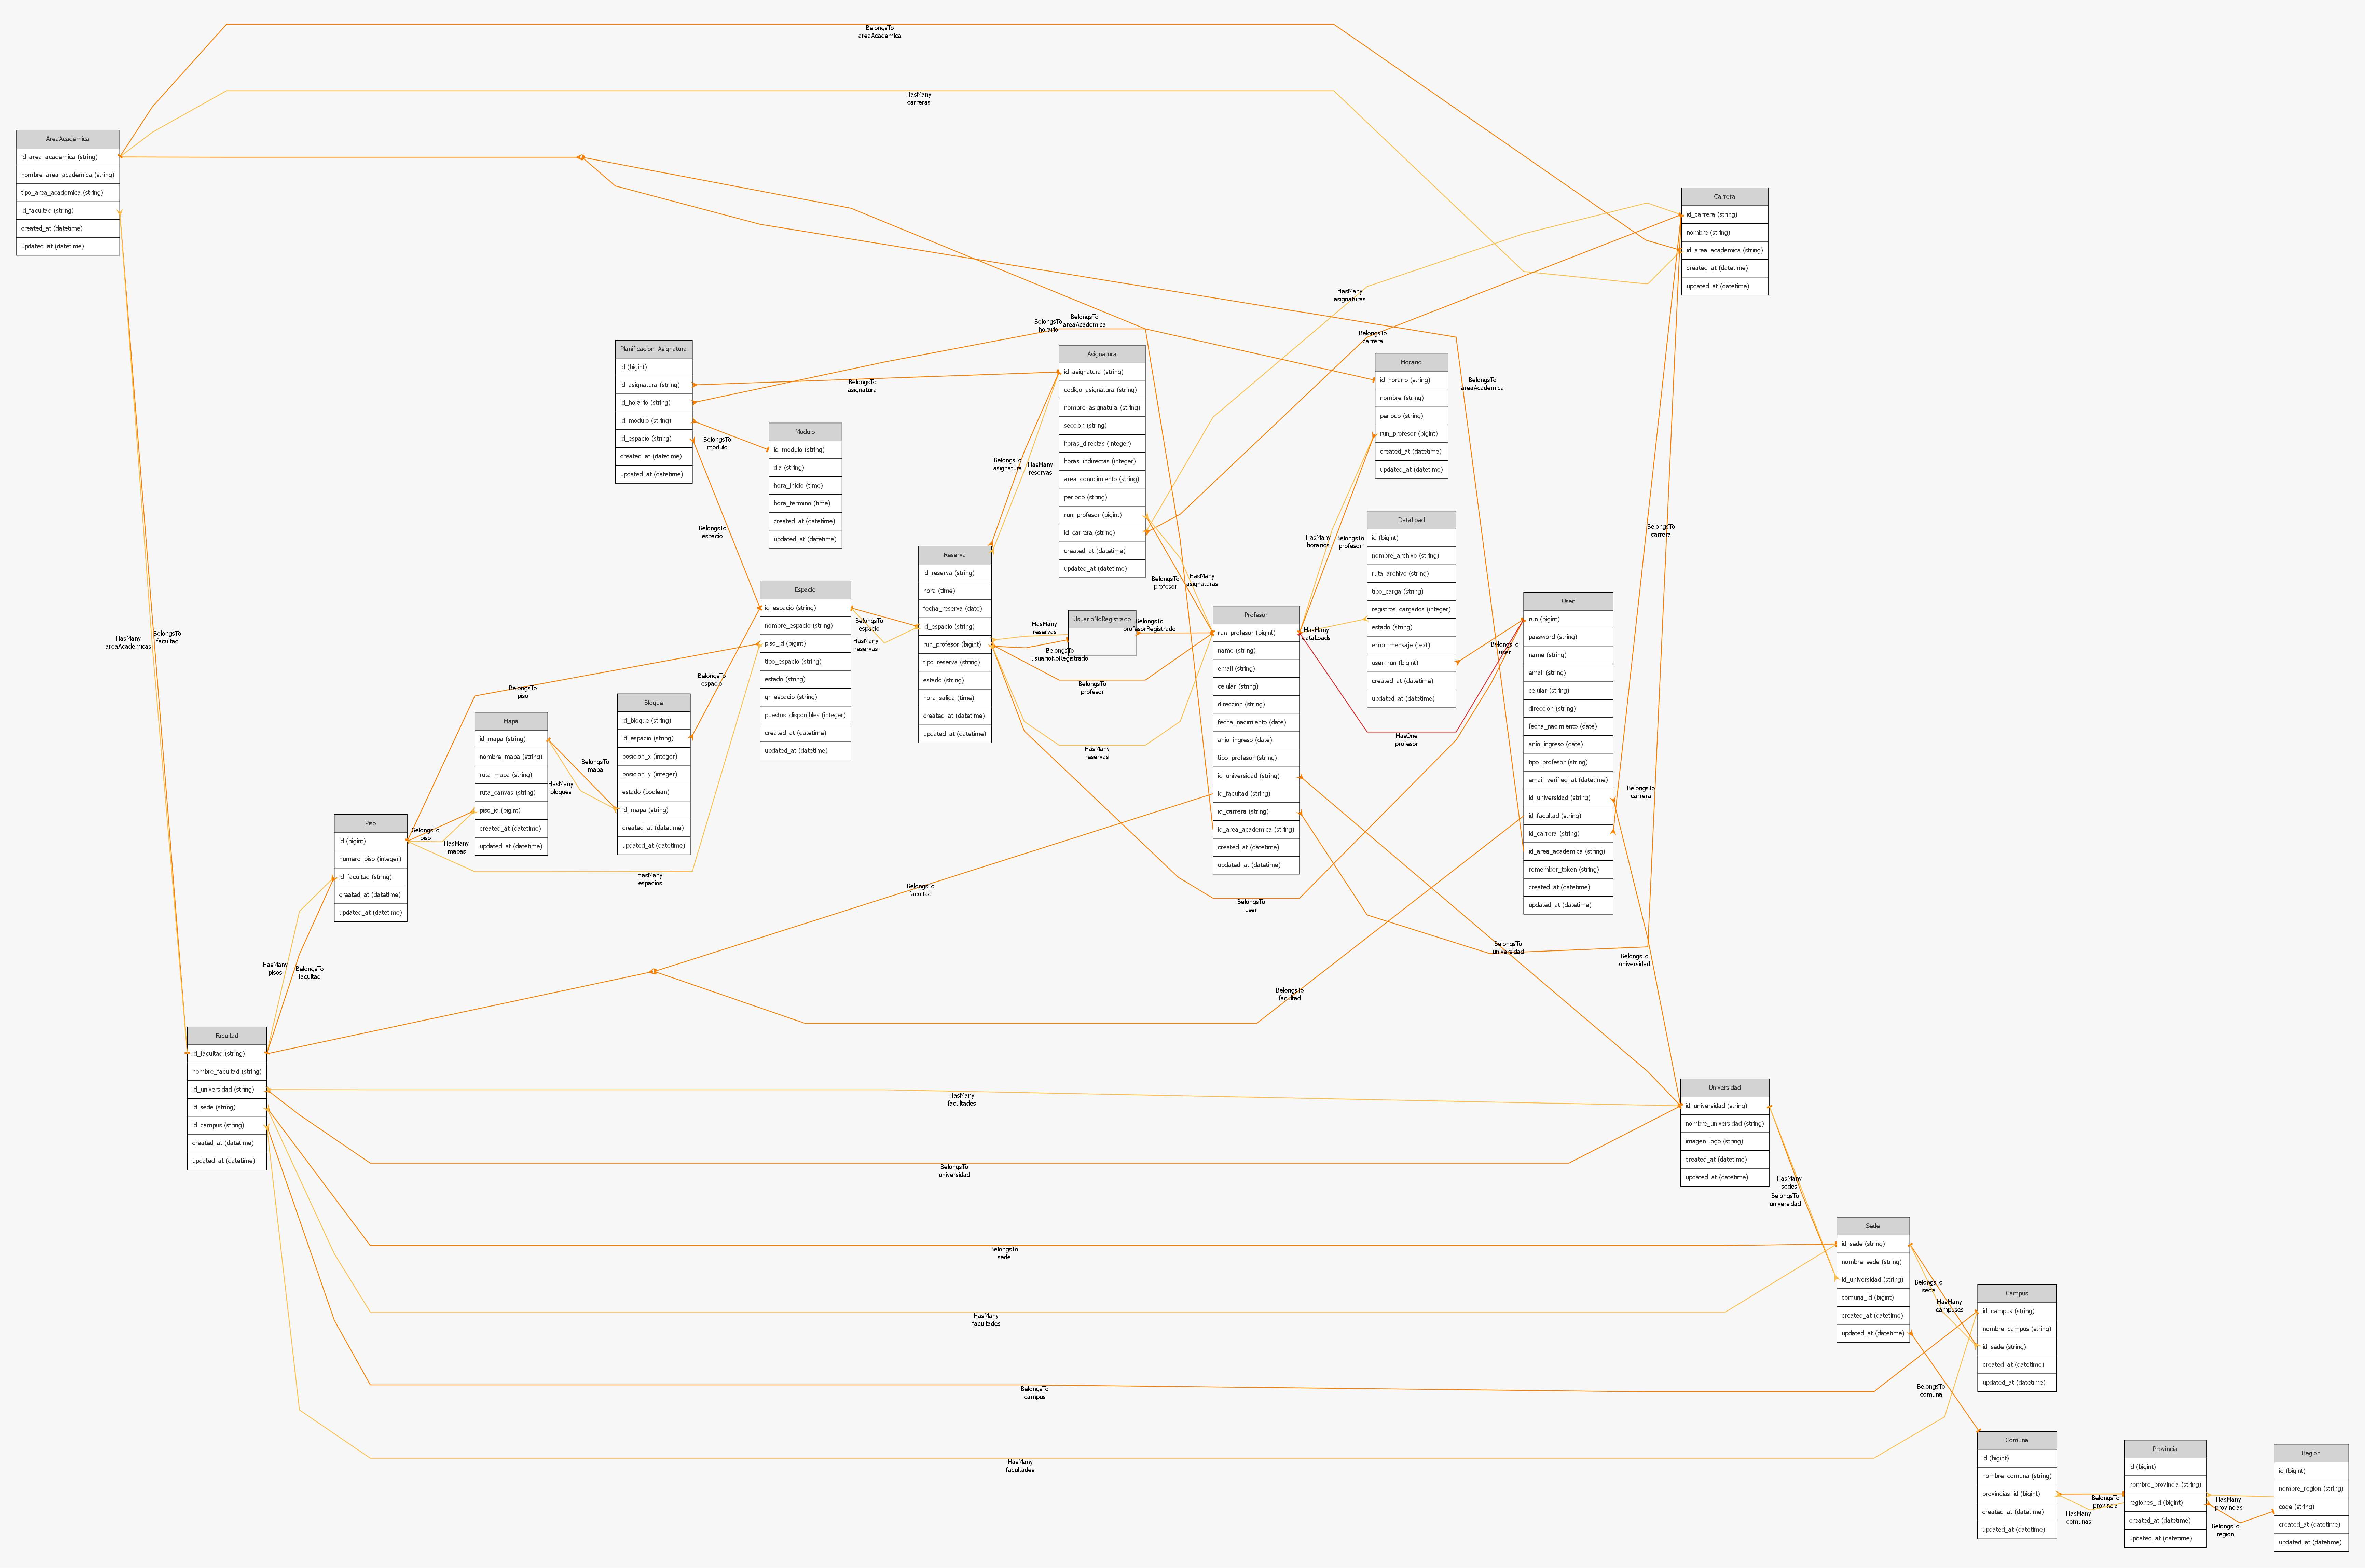 BelongsTo
areaAcademica
HasMany
carreras
AreaAcademica
id_area_academica (string)
nombre_area_academica (string)
tipo_area_academica (string)
id_facultad (string)
created_at (datetime)
updated_at (datetime)
Carrera
id_carrera (string)
nombre (string)
id_area_academica (string)
created_at (datetime)
updated_at (datetime)
HasMany
asignaturas
BelongsTo
horario
BelongsTo
areaAcademica
BelongsTo
carrera
Planificacion_Asignatura
id (bigint)
id_asignatura (string)
id_horario (string)
id_modulo (string)
id_espacio (string)
created_at (datetime)
updated_at (datetime)
BelongsTo
asignatura
Asignatura
id_asignatura (string)
codigo_asignatura (string)
nombre_asignatura (string)
seccion (string)
horas_directas (integer)
horas_indirectas (integer)
area_conocimiento (string)
periodo (string)
run_profesor (bigint)
id_carrera (string)
created_at (datetime)
updated_at (datetime)
Horario
id_horario (string)
nombre (string)
periodo (string)
run_profesor (bigint)
created_at (datetime)
updated_at (datetime)
BelongsTo
areaAcademica
BelongsTo
modulo
Modulo
id_modulo (string)
dia (string)
hora_inicio (time)
hora_termino (time)
created_at (datetime)
updated_at (datetime)
BelongsTo
asignatura
HasMany
reservas
BelongsTo
espacio
HasMany
horarios
BelongsTo
profesor
DataLoad
id (bigint)
nombre_archivo (string)
ruta_archivo (string)
tipo_carga (string)
registros_cargados (integer)
estado (string)
error_mensaje (text)
user_run (bigint)
created_at (datetime)
updated_at (datetime)
BelongsTo
carrera
Reserva
id_reserva (string)
hora (time)
fecha_reserva (date)
id_espacio (string)
run_profesor (bigint)
tipo_reserva (string)
estado (string)
hora_salida (time)
created_at (datetime)
updated_at (datetime)
BelongsTo
profesor
HasMany
asignaturas
Espacio
id_espacio (string)
nombre_espacio (string)
piso_id (bigint)
tipo_espacio (string)
estado (string)
qr_espacio (string)
puestos_disponibles (integer)
created_at (datetime)
updated_at (datetime)
BelongsTo
espacio
HasMany
reservas
HasMany
reservas
UsuarioNoRegistrado
BelongsTo
profesorRegistrado
BelongsTo
usuarioNoRegistrado
BelongsTo
profesor
HasMany
reservas
Profesor
run_profesor (bigint)
name (string)
email (string)
celular (string)
direccion (string)
fecha_nacimiento (date)
anio_ingreso (date)
tipo_profesor (string)
id_universidad (string)
id_facultad (string)
id_carrera (string)
id_area_academica (string)
created_at (datetime)
updated_at (datetime)
HasMany
dataLoads
BelongsTo
user
HasOne
profesor
User
run (bigint)
password (string)
name (string)
email (string)
celular (string)
direccion (string)
fecha_nacimiento (date)
anio_ingreso (date)
tipo_profesor (string)
email_verified_at (datetime)
id_universidad (string)
id_facultad (string)
id_carrera (string)
id_area_academica (string)
remember_token (string)
created_at (datetime)
updated_at (datetime)
BelongsTo
carrera
HasMany
areaAcademicas
BelongsTo
facultad
BelongsTo
piso
BelongsTo
espacio
Bloque
id_bloque (string)
id_espacio (string)
posicion_x (integer)
posicion_y (integer)
estado (boolean)
id_mapa (string)
created_at (datetime)
updated_at (datetime)
Mapa
id_mapa (string)
nombre_mapa (string)
ruta_mapa (string)
ruta_canvas (string)
piso_id (bigint)
created_at (datetime)
updated_at (datetime)
BelongsTo
mapa
HasMany
bloques
Piso
id (bigint)
numero_piso (integer)
id_facultad (string)
created_at (datetime)
updated_at (datetime)
BelongsTo
piso
HasMany
mapas
HasMany
espacios
BelongsTo
facultad
BelongsTo
user
BelongsTo
universidad
BelongsTo
universidad
HasMany
pisos
BelongsTo
facultad
BelongsTo
facultad
Facultad
id_facultad (string)
nombre_facultad (string)
id_universidad (string)
id_sede (string)
id_campus (string)
created_at (datetime)
updated_at (datetime)
HasMany
facultades
BelongsTo
universidad
Universidad
id_universidad (string)
nombre_universidad (string)
imagen_logo (string)
created_at (datetime)
updated_at (datetime)
HasMany
sedes
BelongsTo
universidad
BelongsTo
sede
HasMany
facultades
Sede
id_sede (string)
nombre_sede (string)
id_universidad (string)
comuna_id (bigint)
created_at (datetime)
updated_at (datetime)
BelongsTo
sede
HasMany
campuses
Campus
id_campus (string)
nombre_campus (string)
id_sede (string)
created_at (datetime)
updated_at (datetime)
BelongsTo
campus
BelongsTo
comuna
HasMany
facultades
Comuna
id (bigint)
nombre_comuna (string)
provincias_id (bigint)
created_at (datetime)
updated_at (datetime)
BelongsTo
provincia
HasMany
comunas
Provincia
id (bigint)
nombre_provincia (string)
regiones_id (bigint)
created_at (datetime)
updated_at (datetime)
HasMany
provincias
BelongsTo
region
Region
id (bigint)
nombre_region (string)
code (string)
created_at (datetime)
updated_at (datetime)